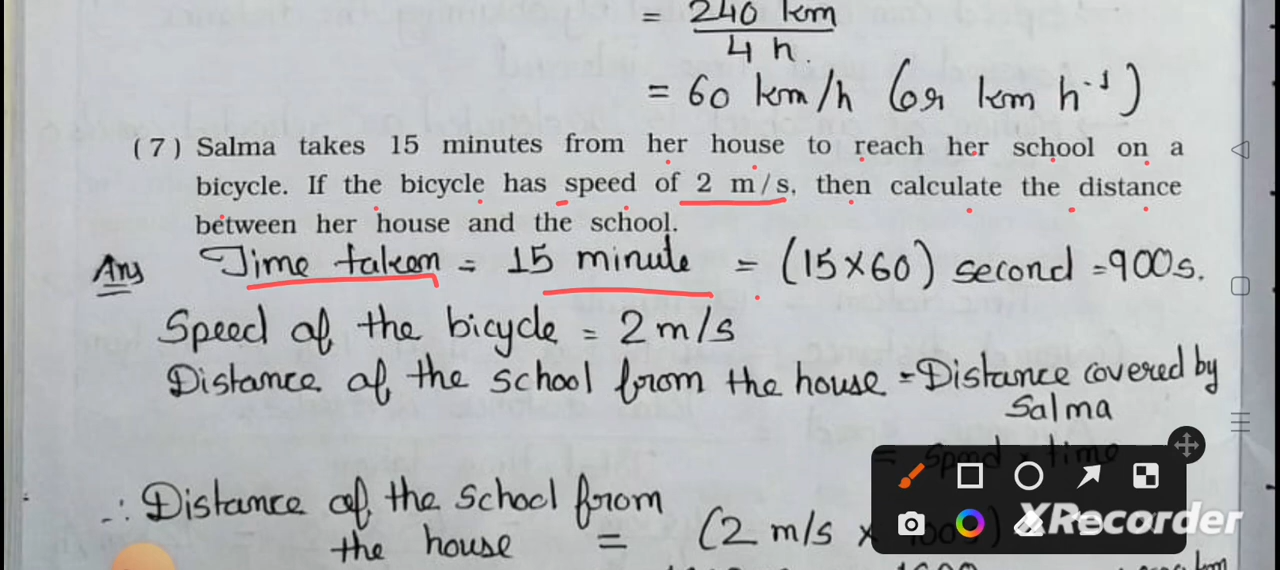 = 240 km
4 h
= 60 km/h (or km h⁻¹)
(7) Salma takes 15 minutes from her house to reach her school on a
bicycle. If the bicycle has speed of 2 m/s, then calculate the distance
between her house and the school.
Ans Time taken = 15 minute = (15×60) second = 900s.
Speed of the bicycle = 2 m/s
Distance of the school from the house = Distance covered by
Salma
= Speed × time
∴ Distance of the school from
the house = (2 m/s × 900s)
XRecorder